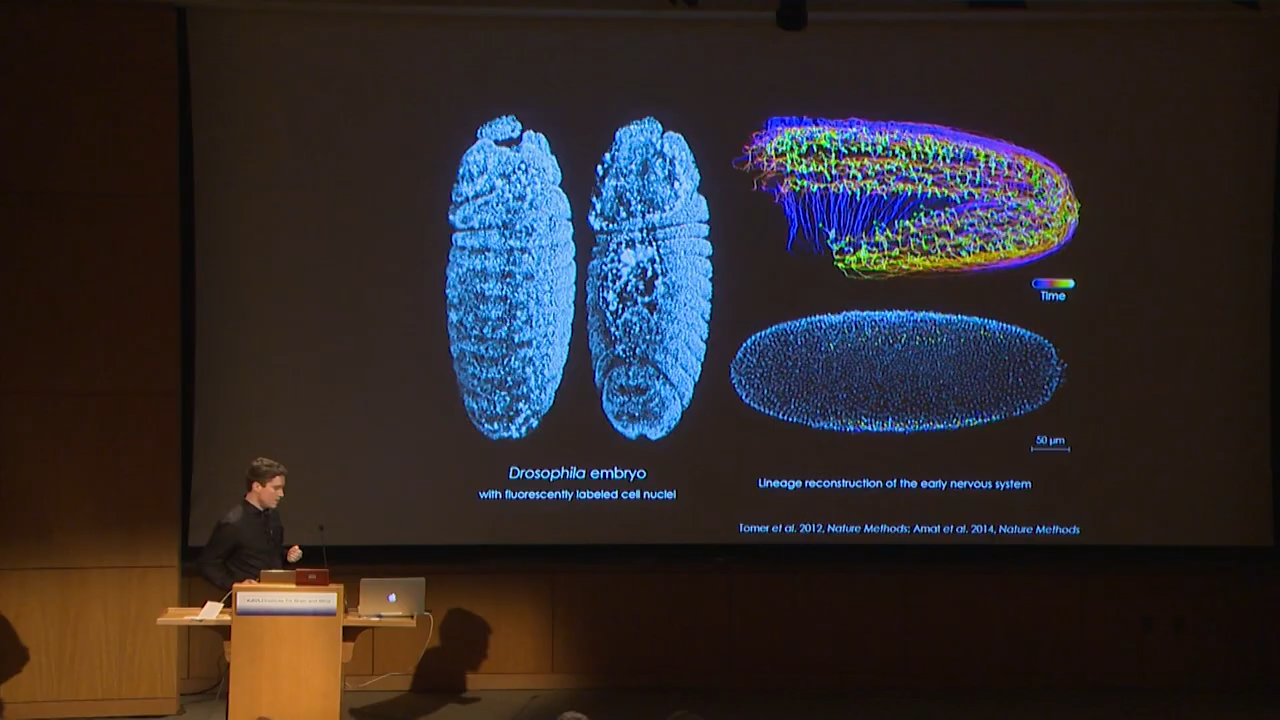 Time
50 µm
Drosophila embryo
with fluorescently labeled cell nuclei
Lineage reconstruction of the early nervous system
Tomer et al. 2012, Nature Methods; Amat et al. 2014, Nature Methods